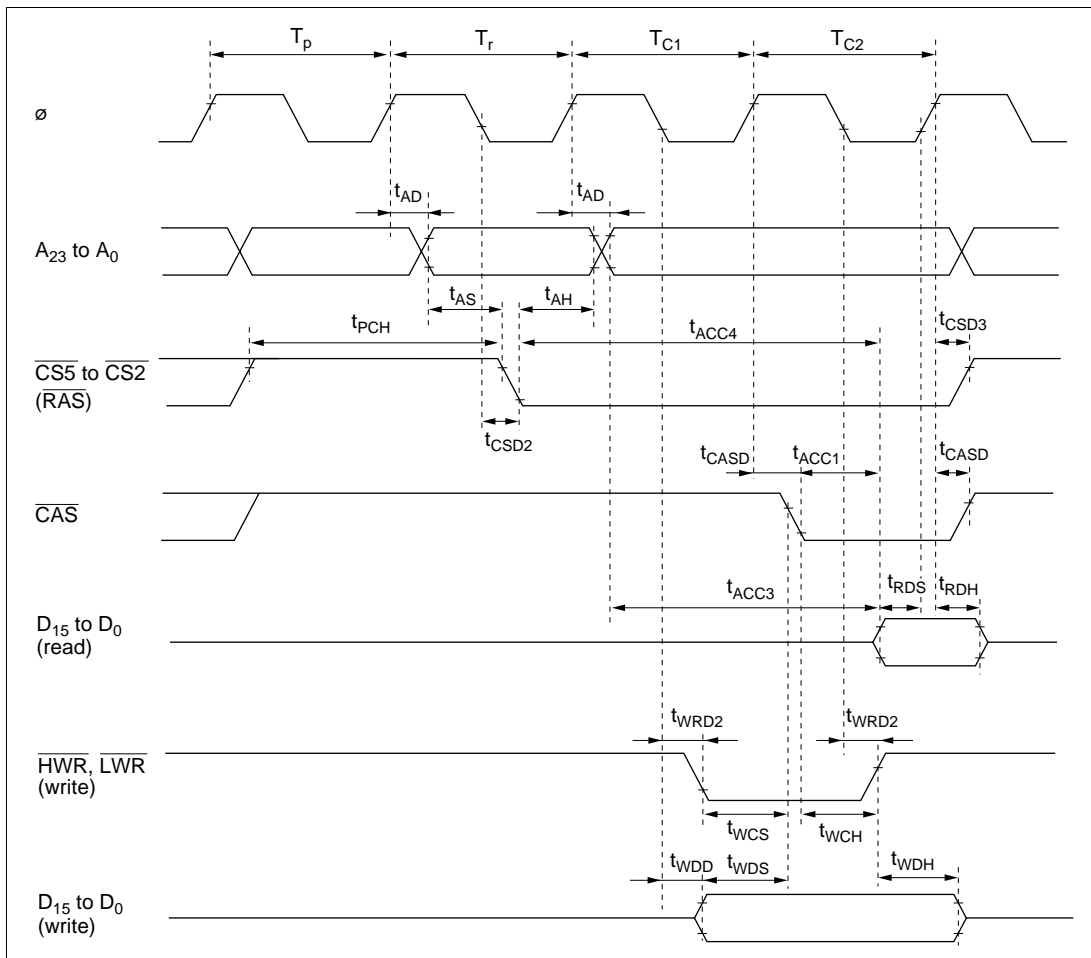 Tp Tr TC1 TC2
ø
tAD tAD
A23 to A0
tAS tAH
tPCH tACC4 tCSD3
CS5 to CS2
(RAS)
tCSD2
tCASD tACC1 tCASD
CAS
tACC3 tRDS tRDH
D15 to D0
(read)
tWRD2 tWRD2
HWR, LWR
(write)
tWCS tWCH
tWDD tWDS tWDH
D15 to D0
(write)